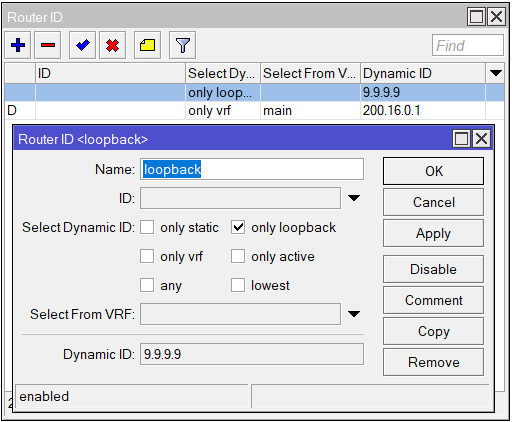 Router ID
Find
ID Select Dy... Select From V... Dynamic ID
only loop... 9.9.9.9
D only vrf main 200.16.0.1
Router ID <loopback>
Name: loopback OK
ID: Cancel
Select Dynamic ID: only static only loopback Apply
only vrf only active Disable
any lowest Comment
Select From VRF: Copy
Dynamic ID: 9.9.9.9 Remove
enabled